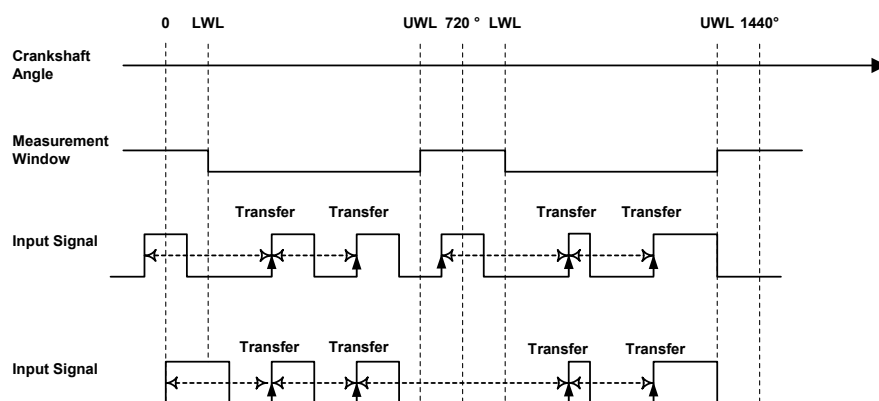 0 LWL UWL 720 ° LWL UWL 1440°
Crankshaft
Angle
Measurement
Window
Transfer Transfer Transfer Transfer
Input Signal
Transfer Transfer Transfer Transfer
Input Signal